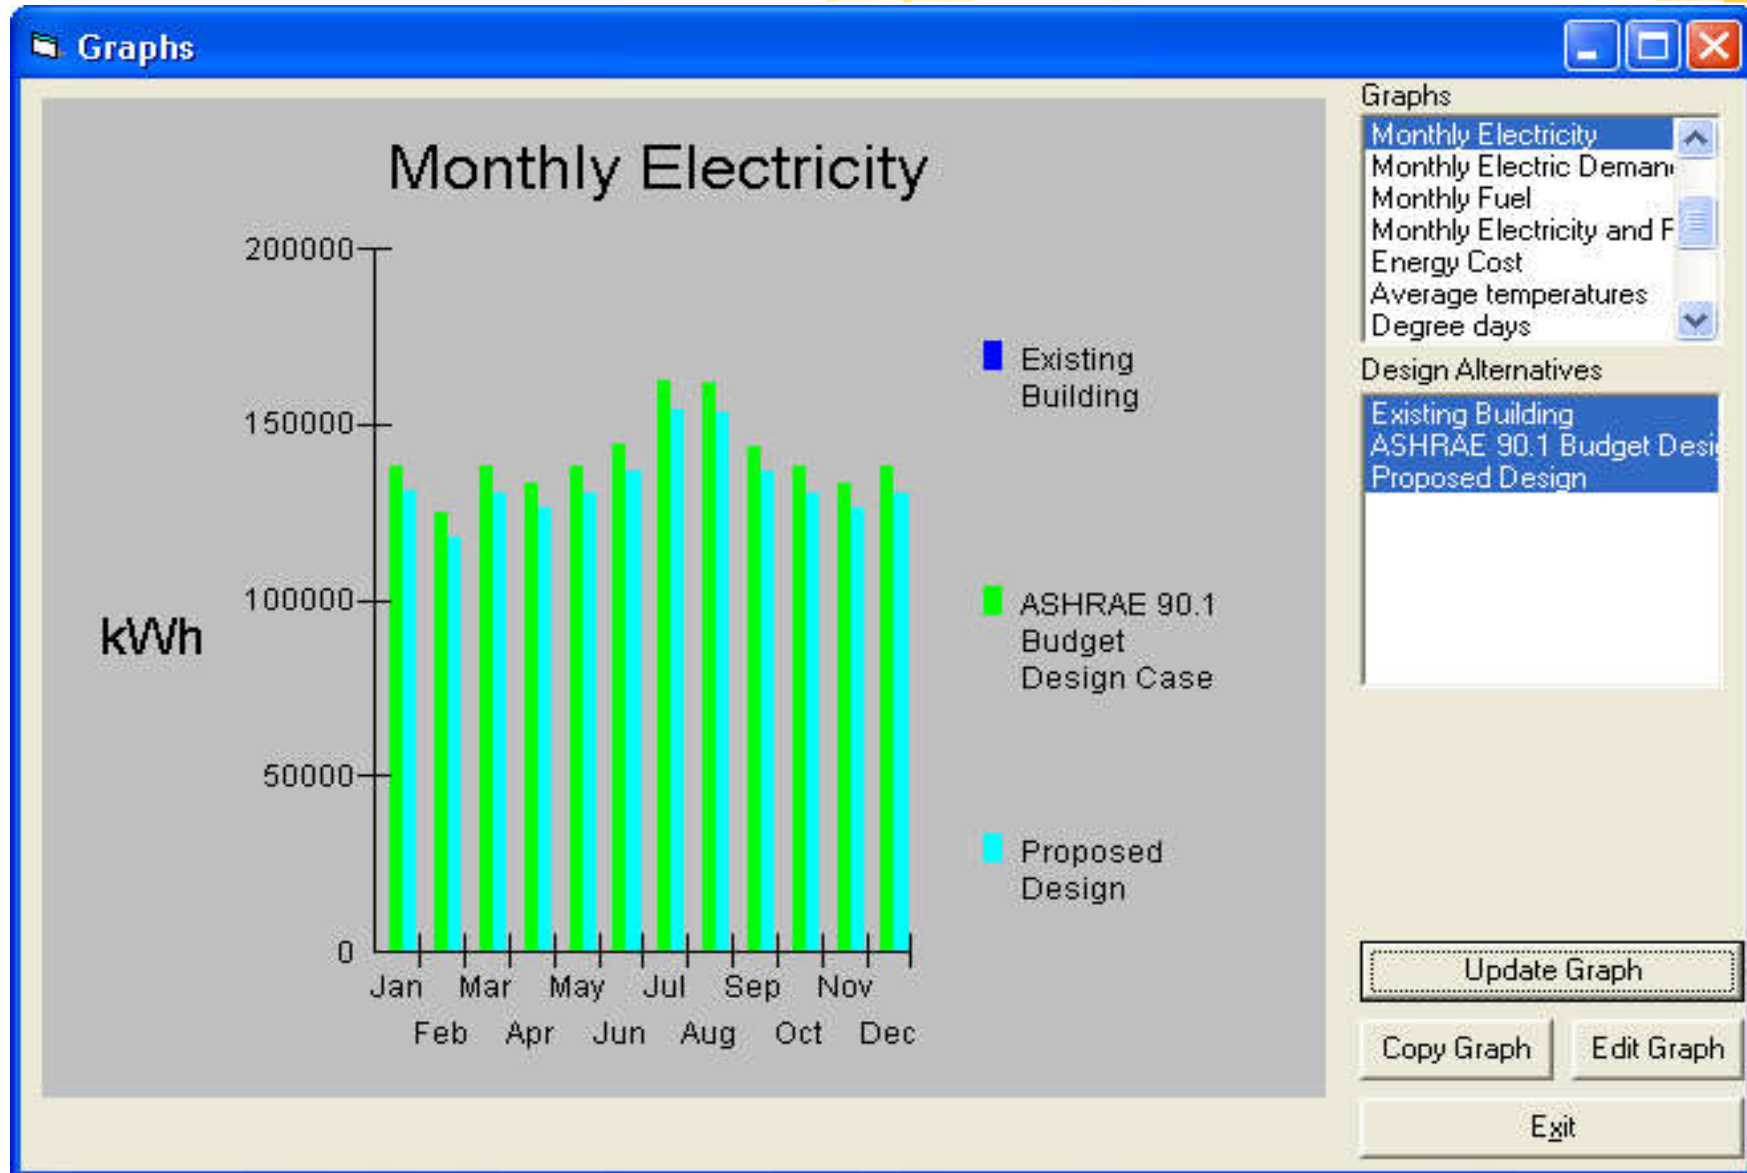 Graphs
Monthly Electricity
200000
150000
100000
50000
0
kWh
Jan Mar May Jul Sep Nov
Feb Apr Jun Aug Oct Dec
Existing
Building
ASHRAE 90.1
Budget
Design Case
Proposed
Design
Graphs
Monthly Electricity
Monthly Electric Deman
Monthly Fuel
Monthly Electricity and F
Energy Cost
Average temperatures
Degree days
Design Alternatives
Existing Building
ASHRAE 90.1 Budget Desi
Proposed Design
Update Graph
Copy Graph Edit Graph
Exit